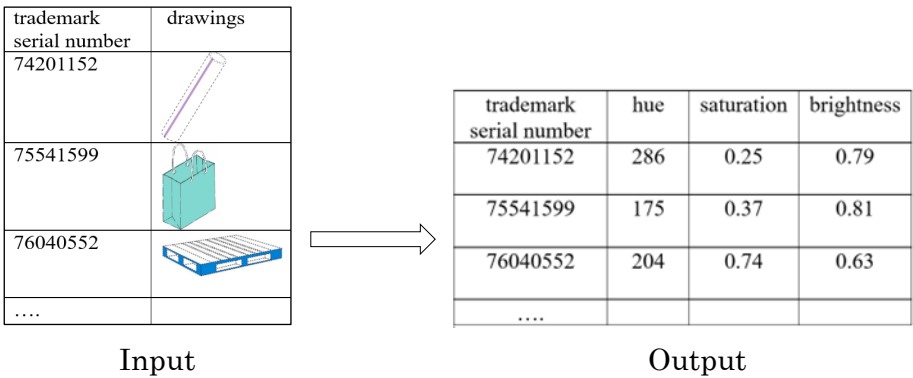 trademark serial number drawings
74201152
75541599
76040552
….
Input
trademark serial number hue saturation brightness
74201152 286 0.25 0.79
75541599 175 0.37 0.81
76040552 204 0.74 0.63
….
Output